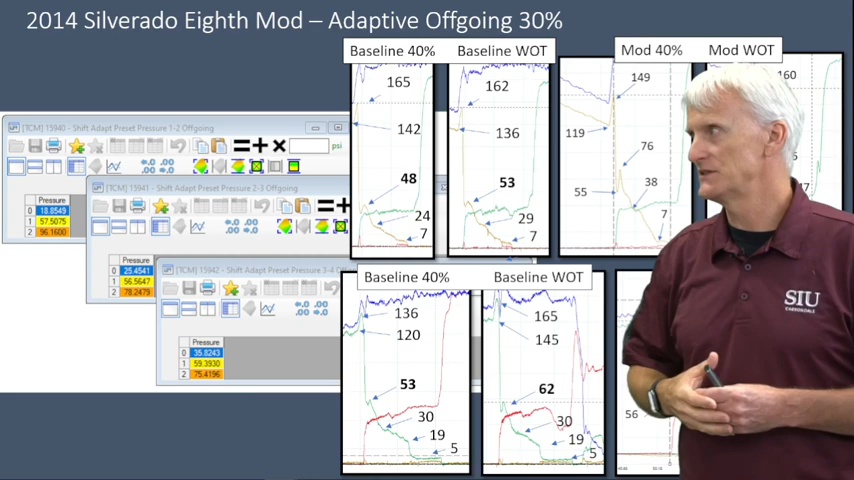 2014 Silverado Eighth Mod – Adaptive Offgoing 30%
Baseline 40%
Baseline WOT
Mod 40%
Mod WOT
165
142
48
24
7
162
136
53
29
7
149
119
76
55
38
7
160
[TCM] 15940 - Shift Adapt Preset Pressure 1-2 Offgoing
psi
Pressure
0 18.8549
1 57.5075
2 96.1600
[TCM] 15941 - Shift Adapt Preset Pressure 2-3 Offgoing
Pressure
0 25.4541
1 56.5647
2 78.2479
[TCM] 15942 - Shift Adapt Preset Pressure 3-4
Pressure
0 35.8243
1 59.3930
2 75.4196
Baseline 40%
Baseline WOT
136
120
53
30
19
5
165
145
62
30
19
5
56
SIU
CARBONDALE